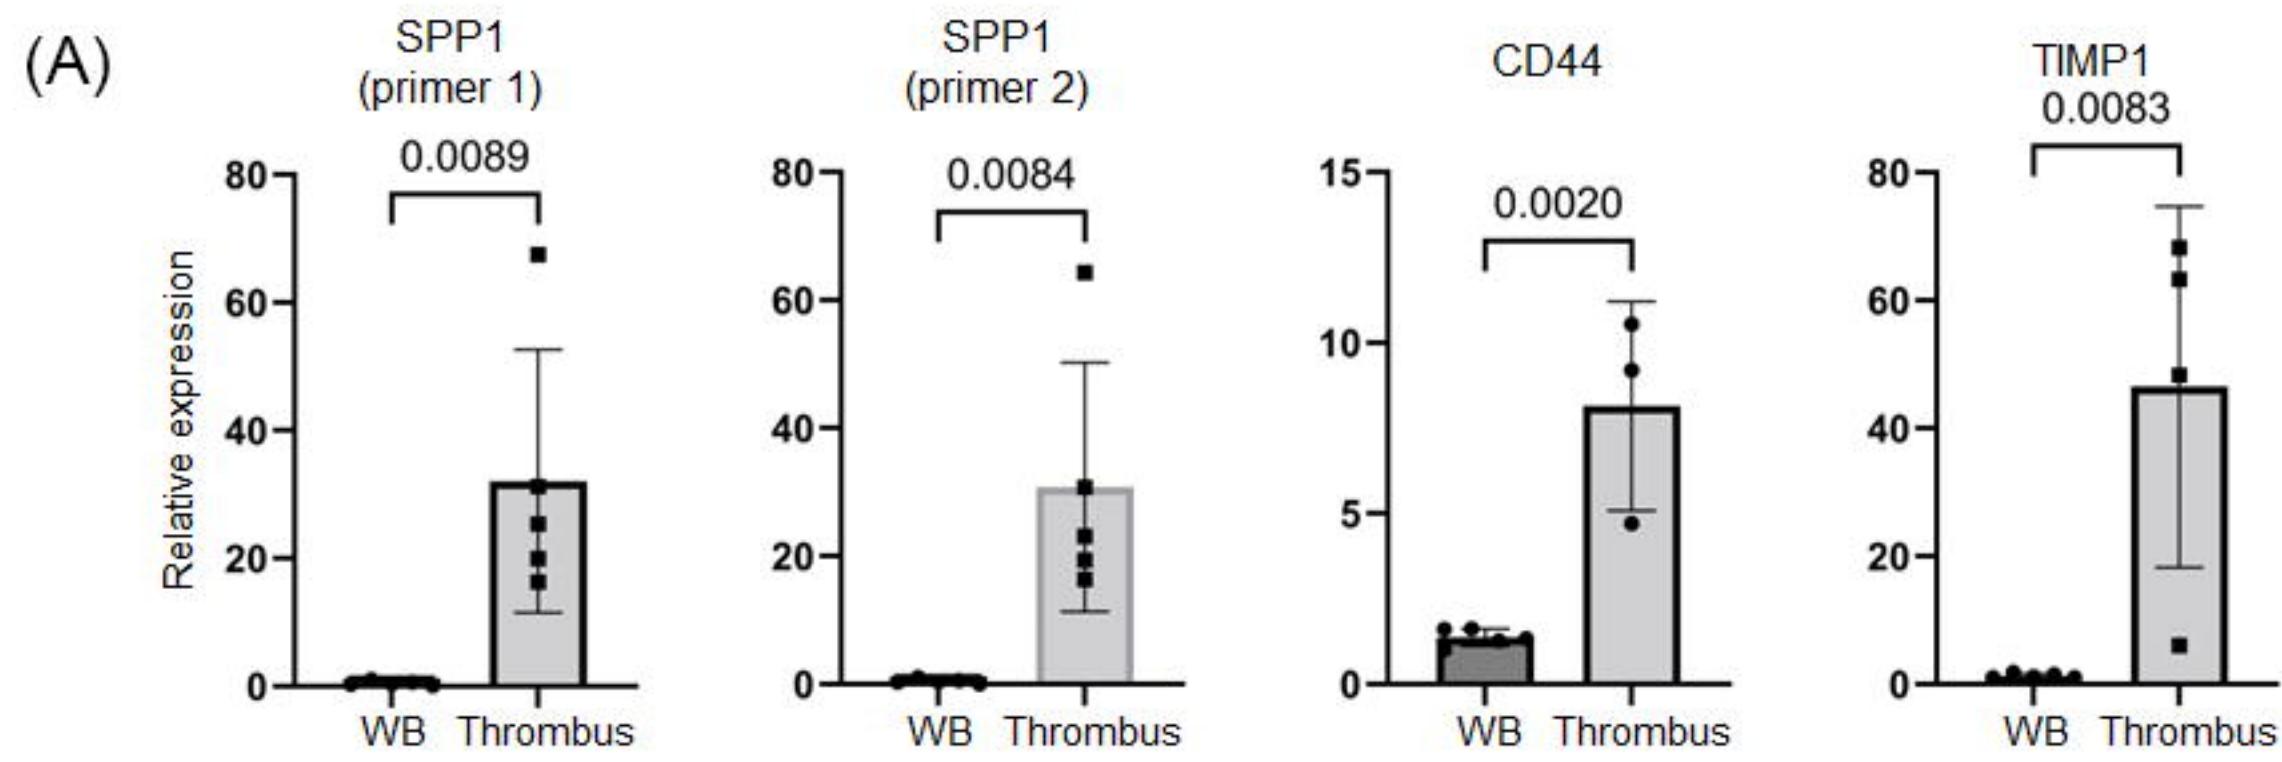 (A)
SPP1
(primer 1)
0.0089
Relative expression
80
60
40
20
0
WB Thrombus
SPP1
(primer 2)
0.0084
80
60
40
20
0
WB Thrombus
CD44
0.0020
15
10
5
0
WB Thrombus
TIMP1
0.0083
80
60
40
20
0
WB Thrombus